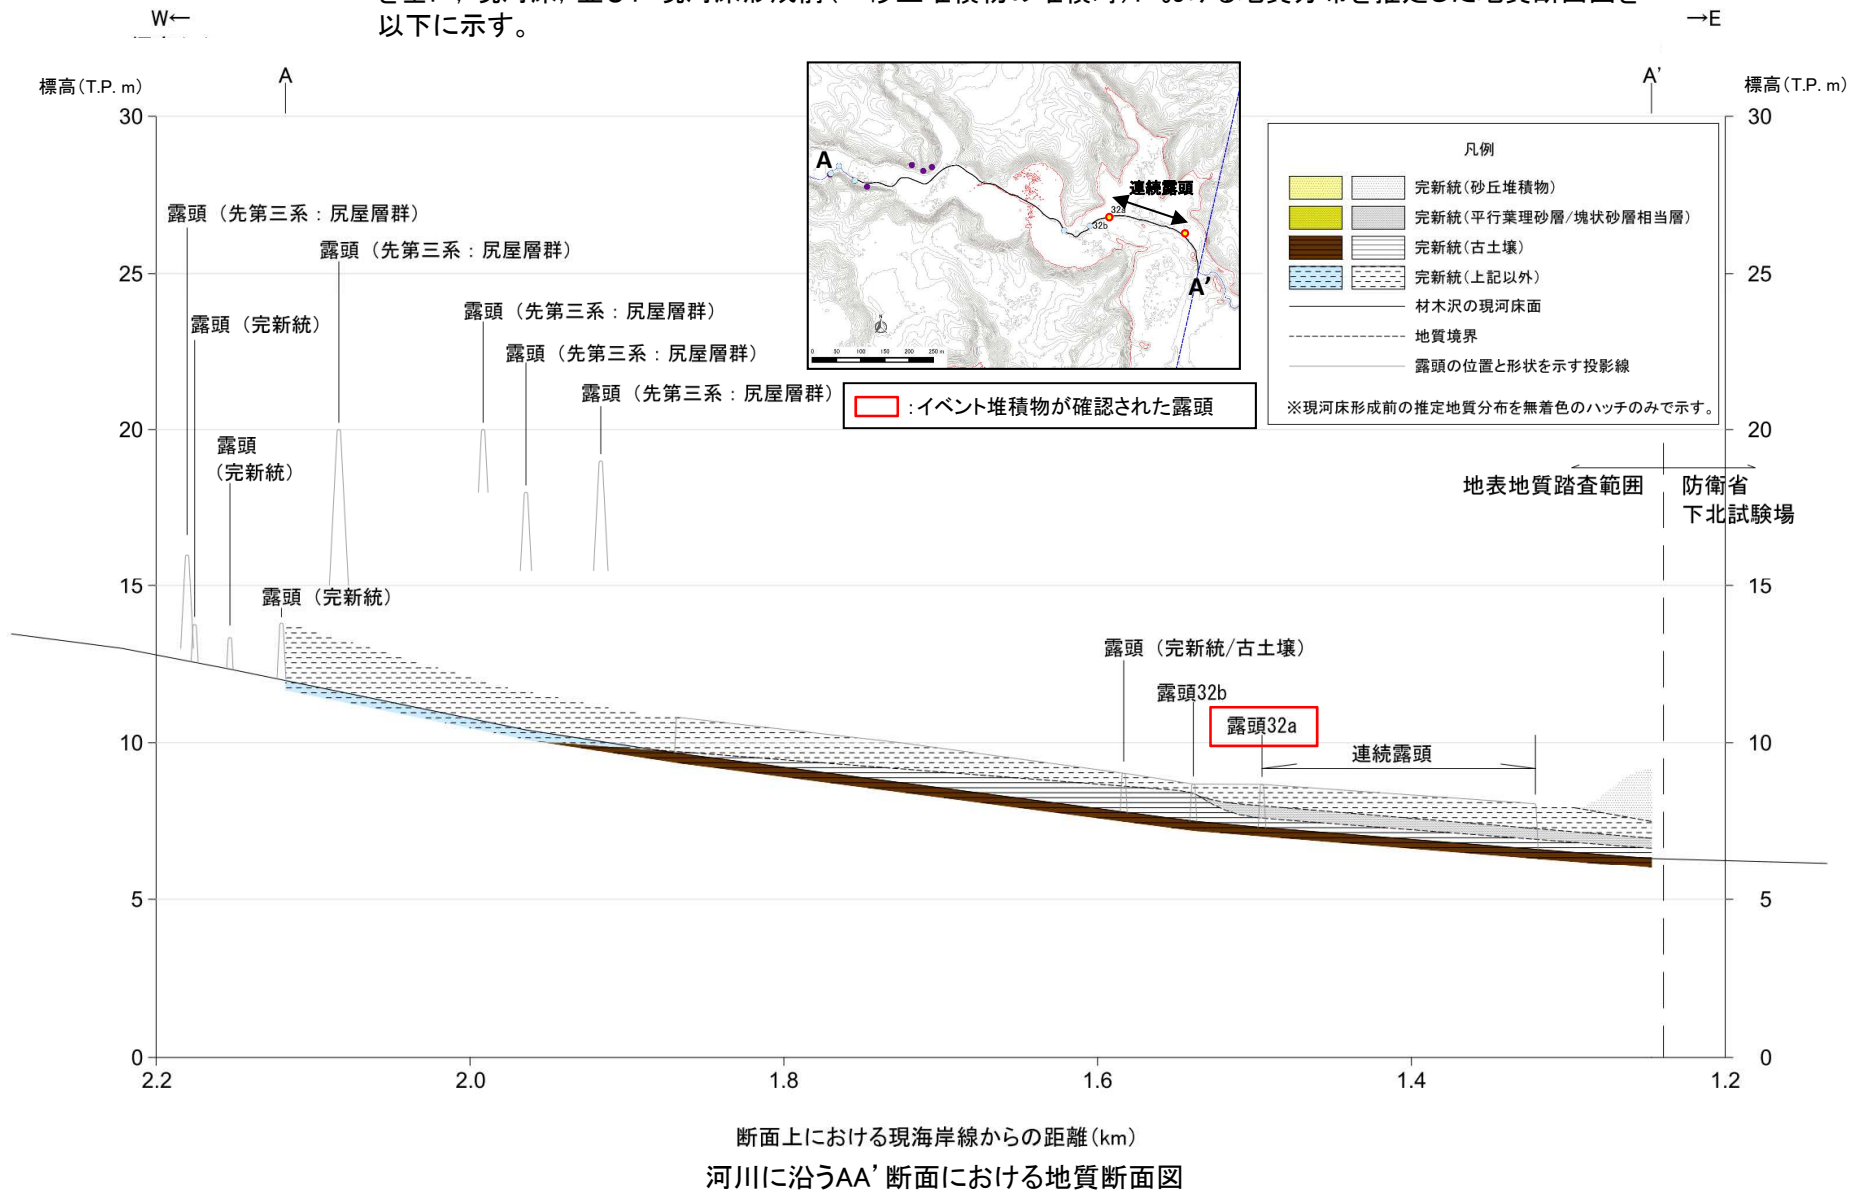 以下に示す。
W←
→E
標高(T.P. m)
A
A'
標高(T.P. m)
30
25
20
15
10
5
0
30
25
20
15
10
5
0
2.2
2.0
1.8
1.6
1.4
1.2
露頭（先第三系：尻屋層群）
露頭（先第三系：尻屋層群）
露頭（完新統）
露頭（先第三系：尻屋層群）
露頭（先第三系：尻屋層群）
露頭（先第三系：尻屋層群）
露頭
（完新統）
露頭（完新統）
A
連続露頭
32a
32b
A'
N
0 50 100 150 200 250 m
：イベント堆積物が確認された露頭
凡例
完新統(砂丘堆積物)
完新統(平行葉理砂層/塊状砂層相当層)
完新統(古土壌)
完新統(上記以外)
材木沢の現河床面
地質境界
露頭の位置と形状を示す投影線
※現河床形成前の推定地質分布を無着色のハッチのみで示す。
地表地質踏査範囲
防衛省
下北試験場
露頭（完新統/古土壌）
露頭32b
露頭32a
連続露頭
断面上における現海岸線からの距離(km)
河川に沿うAA'断面における地質断面図